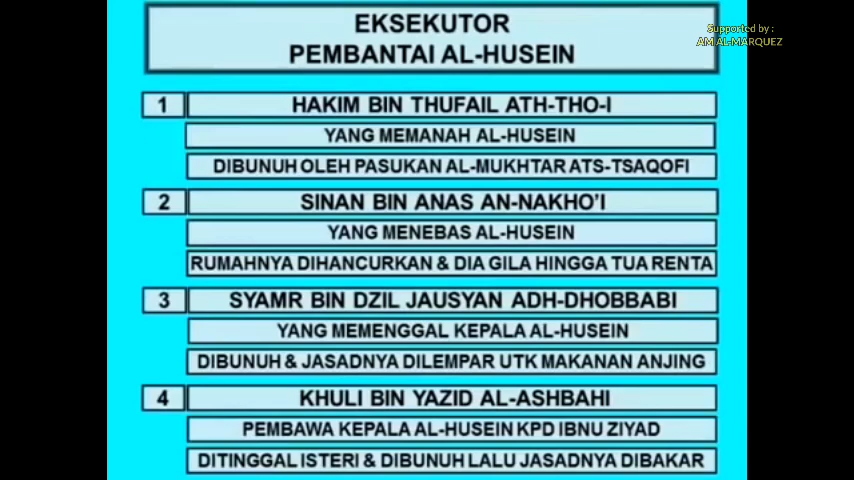 EKSEKUTOR
PEMBANTAI AL-HUSEIN
Supported by :
AMIAL-MARQUEZ
1 HAKIM BIN THUFAIL ATH-THO-I
YANG MEMANAH AL-HUSEIN
DIBUNUH OLEH PASUKAN AL-MUKHTAR ATS-TSAQOFI
2 SINAN BIN ANAS AN-NAKHO'I
YANG MENEBAS AL-HUSEIN
RUMAHNYA DIHANCURKAN & DIA GILA HINGGA TUA RENTA
3 SYAMR BIN DZIL JAUSYAN ADH-DHOBBABI
YANG MEMENGGAL KEPALA AL-HUSEIN
DIBUNUH & JASADNYA DILEMPAR UTK MAKANAN ANJING
4 KHULI BIN YAZID AL-ASHBAHI
PEMBAWA KEPALA AL-HUSEIN KPD IBNU ZIYAD
DITINGGAL ISTERI & DIBUNUH LALU JASADNYA DIBAKAR